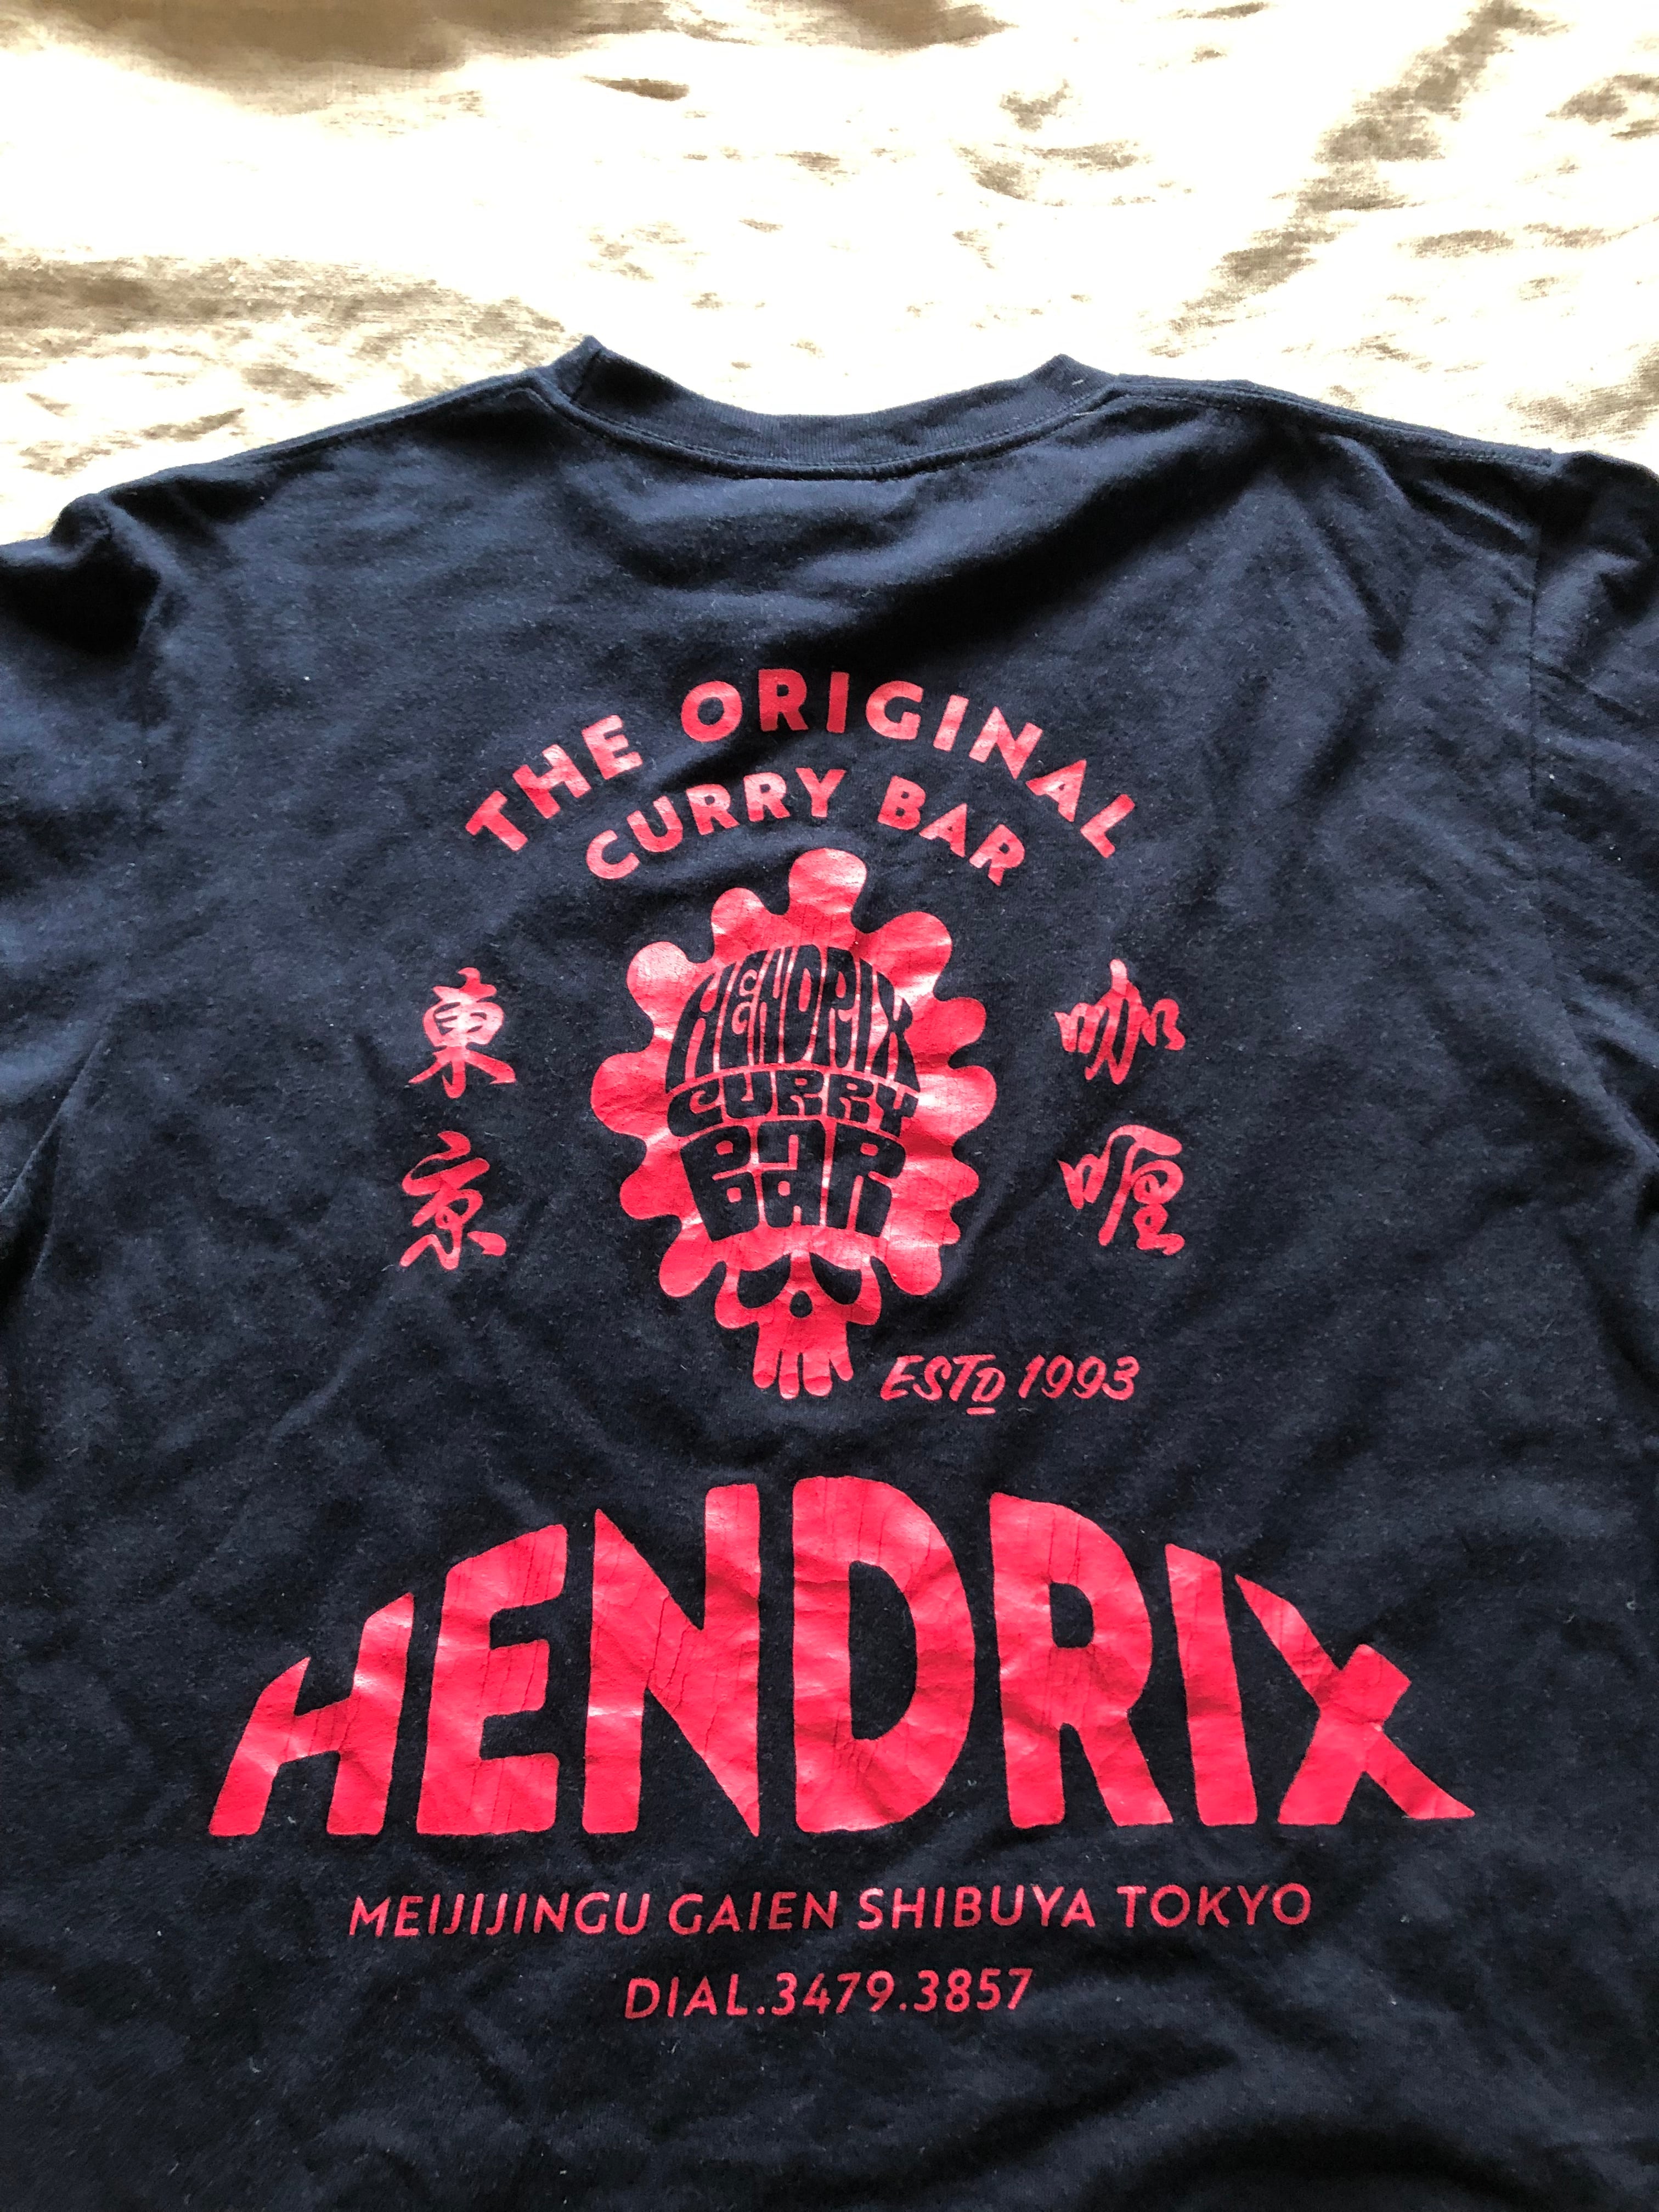 THE ORIGINAL
CURRY BAR
東京
咖喱
HENDRIX
CURRY
BAR
ESTD 1993
HENDRIX
MEIJIJINGU GAIEN SHIBUYA TOKYO
DIAL.3479.3857